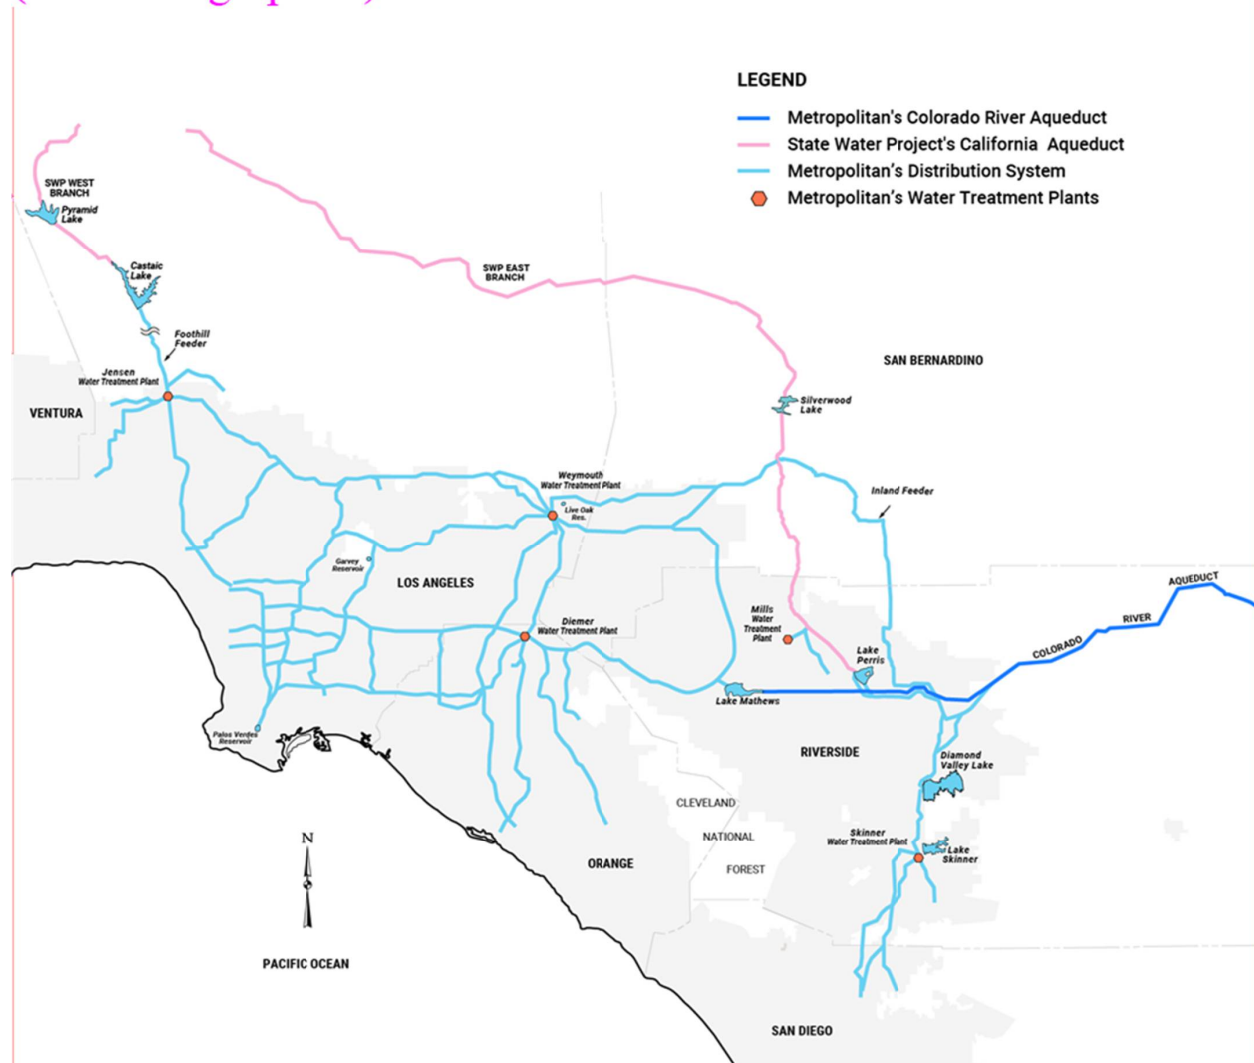 LEGEND
Metropolitan's Colorado River Aqueduct
State Water Project's California Aqueduct
Metropolitan's Distribution System
Metropolitan's Water Treatment Plants
SWP WEST
BRANCH
Pyramid
Lake
Castaic
Lake
SWP EAST
BRANCH
Foothill
Feeder
SAN BERNARDINO
Jensen
Water Treatment Plant
Silverwood
Lake
VENTURA
Weymouth
Water Treatment Plant
Live Oak
Res.
Inland Feeder
Garvey
Reservoir
LOS ANGELES
AQUEDUCT
RIVER
COLORADO
Mills
Water
Treatment
Plant
Diemer
Water Treatment Plant
Lake
Perris
Lake Mathews
Palos Verdes
Reservoir
RIVERSIDE
Diamond
Valley Lake
CLEVELAND
NATIONAL
FOREST
Skinner
Water Treatment Plant
Lake
Skinner
N
ORANGE
PACIFIC OCEAN
SAN DIEGO